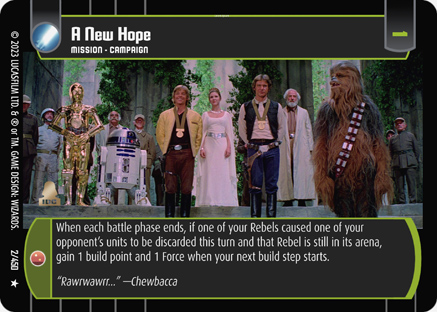 A New Hope
MISSION - CAMPAIGN
When each battle phase ends, if one of your Rebels caused one of your
opponent's units to be discarded this turn and that Rebel is still in its arena,
gain 1 build point and 1 Force when your next build step starts.
"Rawrwawrr..." —Chewbacca
© 2023 LUCASFILM LTD. & ® or TM. GAME DESIGN: WIZARDS.
2/450